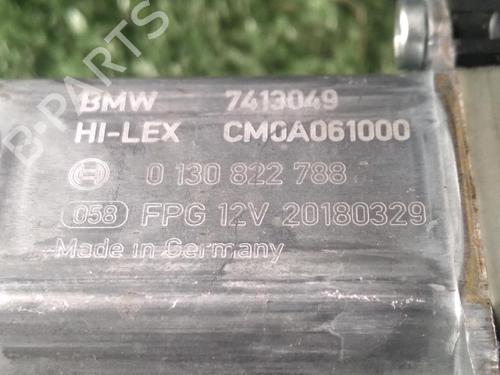 BMW 7413049
HI-LEX CM0A061000
0 130 822 788
058 FPG 12V 20180329
Made in Germany
B-PARTS